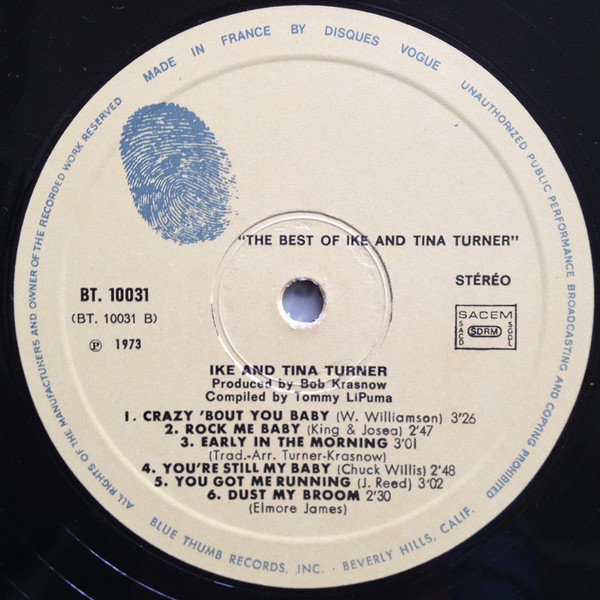 MADE IN FRANCE BY DISQUES VOGUE
UNAUTHORIZED PUBLIC PERFORMANCE BROADCASTING AND COPYING PROHIBITED
ALL RIGHTS OF THE MANUFACTURERS AND OWNER OF THE RECORDED WORK RESERVED
"THE BEST OF IKE AND TINA TURNER"
BT. 10031
(BT. 10031 B)
℗ 1973
STÉRÉO
SACEM
SACD SDRM SGDL
IKE AND TINA TURNER
Produced by Bob Krasnow
Compiled by Tommy LiPuma
1. CRAZY 'BOUT YOU BABY (W. Williamson) 3'26
2. ROCK ME BABY (King & Josea) 2'47
3. EARLY IN THE MORNING 3'01
(Trad.-Arr. Turner-Krasnow)
4. YOU'RE STILL MY BABY (Chuck Willis) 2'48
5. YOU GOT ME RUNNING (J. Reed) 3'02
6. DUST MY BROOM 2'30
(Elmore James)
BLUE THUMB RECORDS, INC. · BEVERLY HILLS, CALIF.